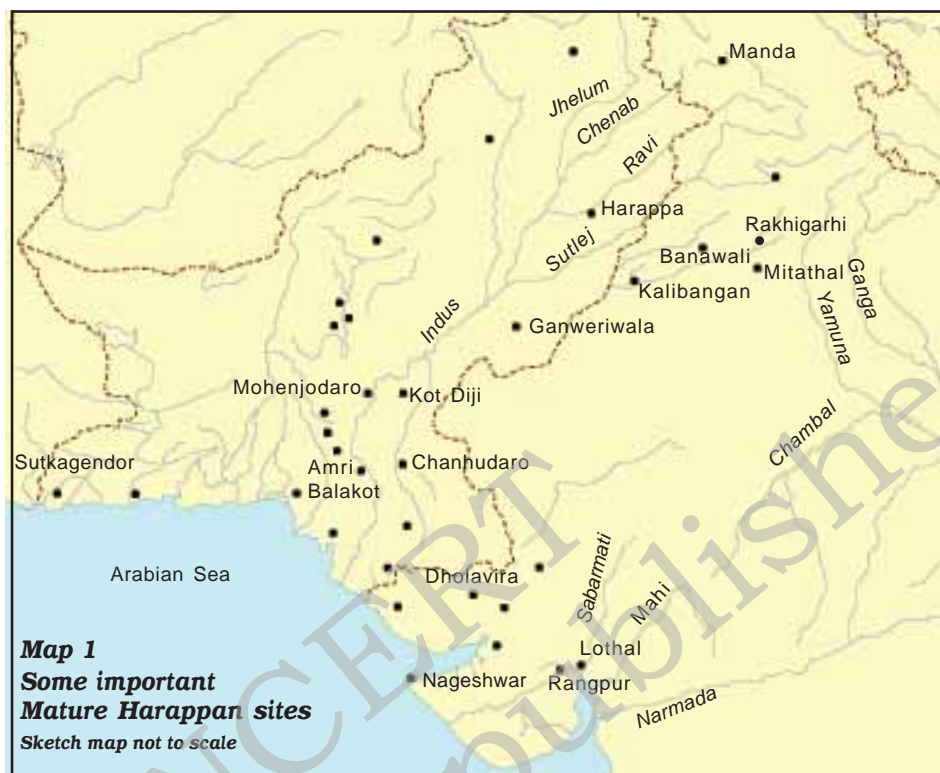 Manda
Jhelum
Chenab
Ravi
Harappa
Rakhigarhi
Sutlej
Banawali
Mitathal
Ganga
Kalibangan
Yamuna
Indus
Ganweriwala
Mohenjodaro
Kot Diji
Chambal
Sutkagendor
Amri
Chanhudaro
Balakot
Arabian Sea
Dholavira
Sabarmati
Mahi
Map 1
Some important
Mature Harappan sites
Sketch map not to scale
Lothal
Nageshwar
Rangpur
Narmada
NCERT
publishe